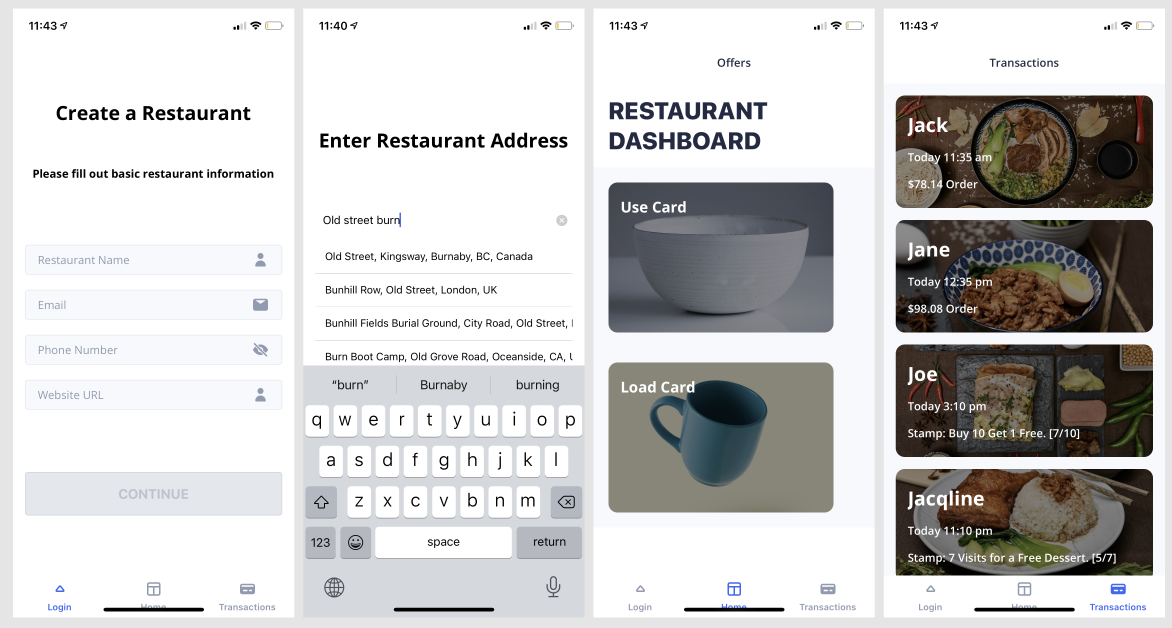 11:43
Create a Restaurant
Please fill out basic restaurant information
Restaurant Name
Email
Phone Number
Website URL
CONTINUE
Login
Home
Transactions
11:40
Enter Restaurant Address
Old street burn
Old Street, Kingsway, Burnaby, BC, Canada
Bunhill Row, Old Street, London, UK
Bunhill Fields Burial Ground, City Road, Old Street,
Burn Boot Camp, Old Grove Road, Oceanside, CA, U
“burn” Burnaby burning
q w e r t y u i o p
a s d f g h j k l
z x c v b n m
123 space return
11:43
Offers
RESTAURANT
DASHBOARD
Use Card
Load Card
Login
Home
Transactions
11:43
Transactions
Jack
Today 11:35 am
$78.14 Order
Jane
Today 12:35 pm
$98.08 Order
Joe
Today 3:10 pm
Stamp: Buy 10 Get 1 Free. [7/10]
Jacqline
Today 11:10 pm
Stamp: 7 Visits for a Free Dessert. [5/7]
Login
Home
Transactions